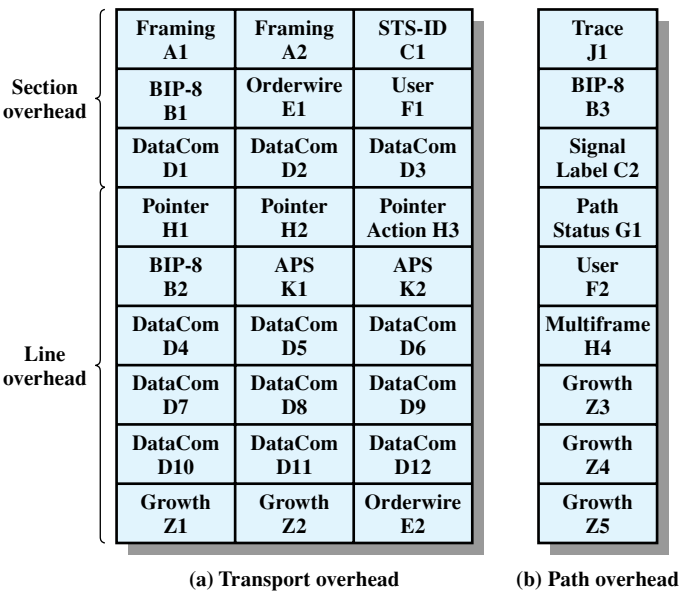 Framing Framing STS-ID Trace
A1 A2 C1 J1
Section overhead
BIP-8 Orderwire User BIP-8
B1 E1 F1 B3
DataCom DataCom DataCom Signal
D1 D2 D3 Label C2
Pointer Pointer Pointer Path
H1 H2 Action H3 Status G1
BIP-8 APS APS User
B2 K1 K2 F2
Line overhead
DataCom DataCom DataCom Multiframe
D4 D5 D6 H4
DataCom DataCom DataCom Growth
D7 D8 D9 Z3
DataCom DataCom DataCom Growth
D10 D11 D12 Z4
Growth Growth Orderwire Growth
Z1 Z2 E2 Z5
(a) Transport overhead (b) Path overhead